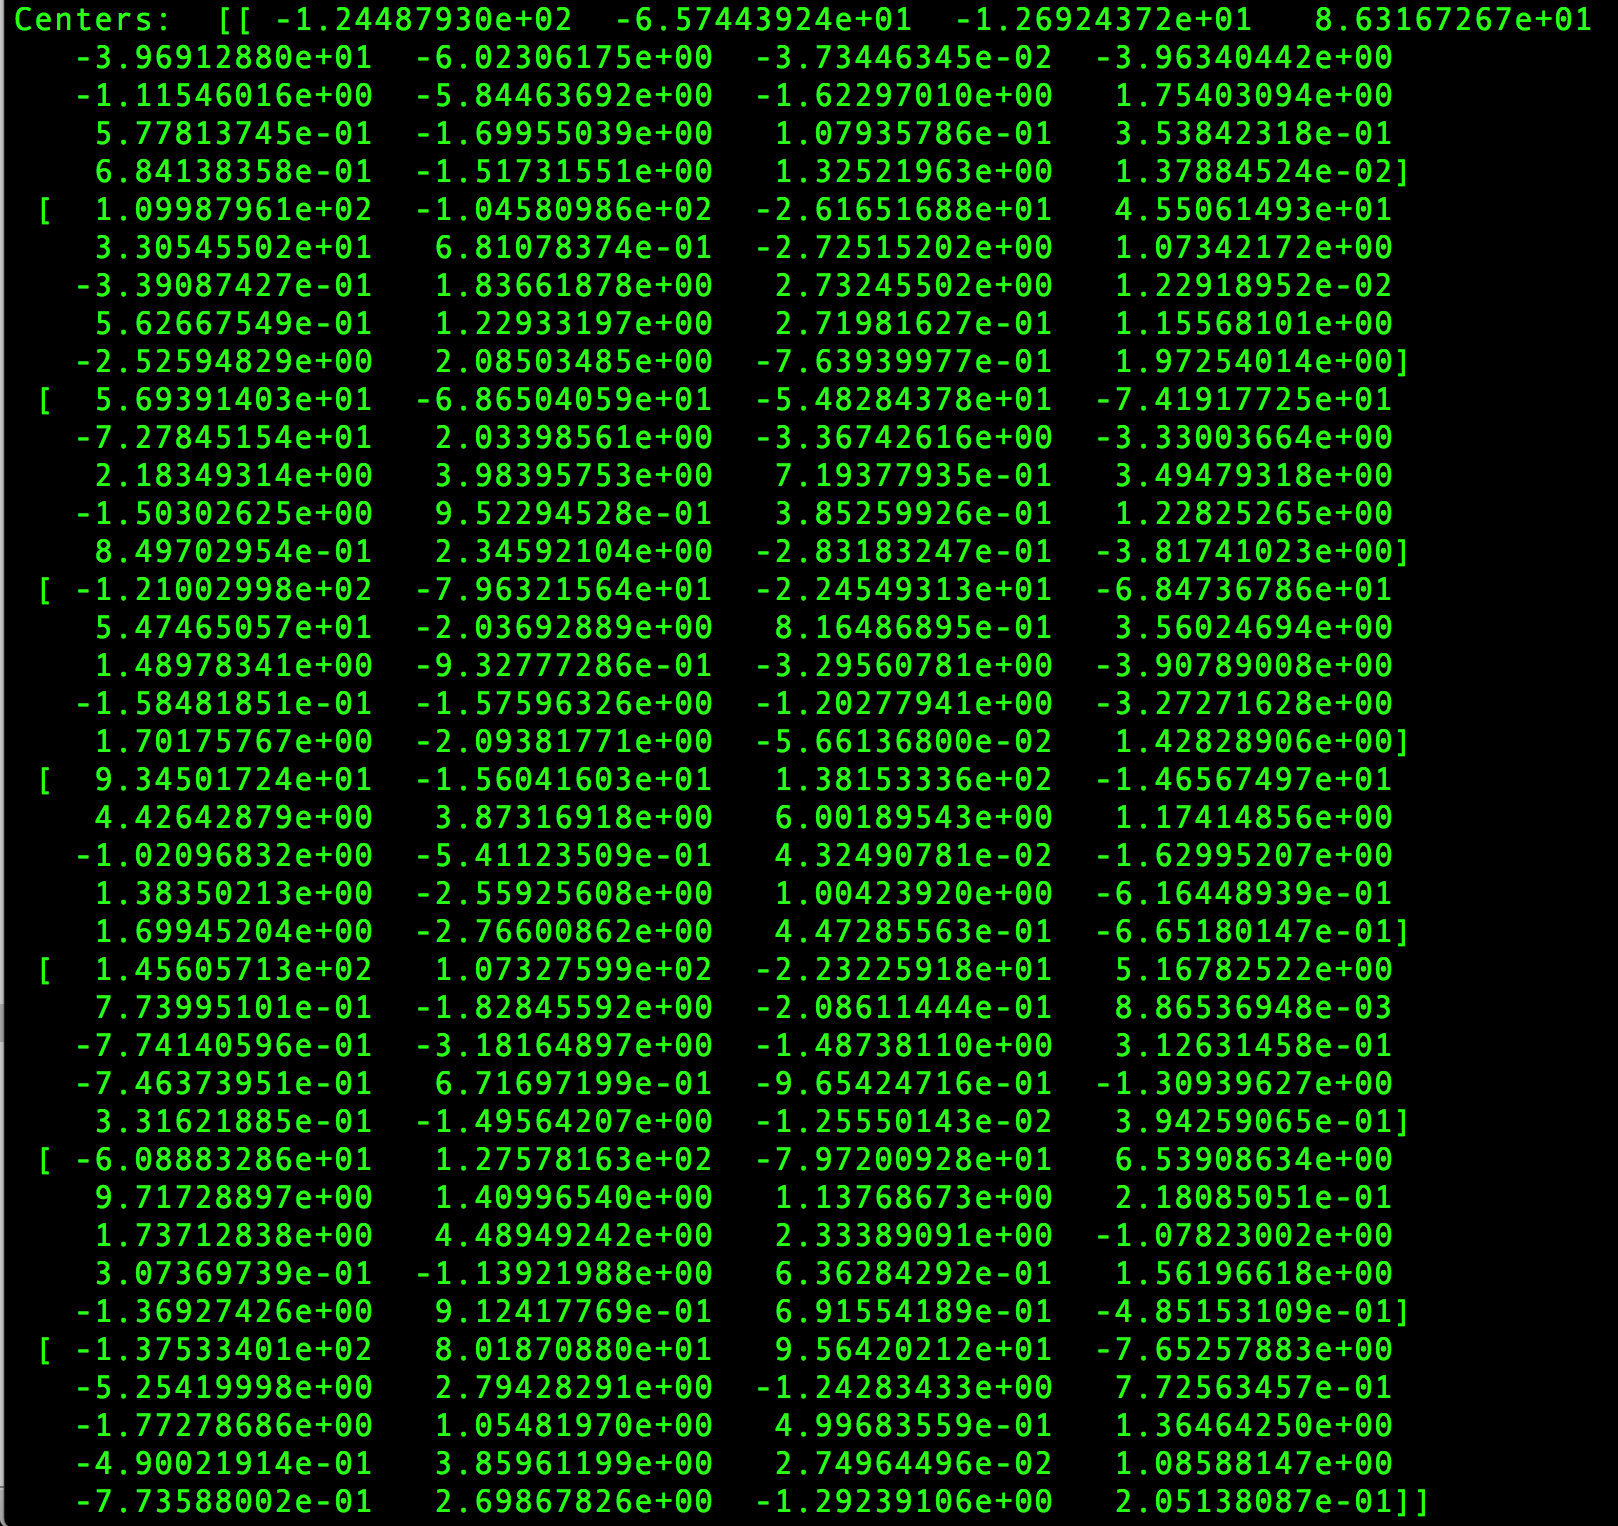 Centers:  [[ -1.24487930e+02  -6.57443924e+01  -1.26924372e+01   8.63167267e+01
   -3.96912880e+01  -6.02306175e+00  -3.73446345e-02  -3.96340442e+00
   -1.11546016e+00  -5.84463692e+00  -1.62297010e+00   1.75403094e+00
    5.77813745e-01  -1.69955039e+00   1.07935786e-01   3.53842318e-01
    6.84138358e-01  -1.51731551e+00   1.32521963e+00   1.37884524e-02]
 [  1.09987961e+02  -1.04580986e+02  -2.61651688e+01   4.55061493e+01
    3.30545502e+01   6.81078374e-01  -2.72515202e+00   1.07342172e+00
   -3.39087427e-01   1.83661878e+00   2.73245502e+00   1.22918952e-02
    5.62667549e-01   1.22933197e+00   2.71981627e-01   1.15568101e+00
   -2.52594829e+00   2.08503485e+00  -7.63939977e-01   1.97254014e+00]
 [  5.69391403e+01  -6.86504059e+01  -5.48284378e+01  -7.41917725e+01
   -7.27845154e+01   2.03398561e+00  -3.36742616e+00  -3.33003664e+00
    2.18349314e+00   3.98395753e+00   7.19377935e-01   3.49479318e+00
   -1.50302625e+00   9.52294528e-01   3.85259926e-01   1.22825265e+00
    8.49702954e-01   2.34592104e+00  -2.83183247e-01  -3.81741023e+00]
 [ -1.21002998e+02  -7.96321564e+01  -2.24549313e+01  -6.84736786e+01
    5.47465057e+01  -2.03692889e+00   8.16486895e-01   3.56024694e+00
    1.48978341e+00  -9.32777286e-01  -3.29560781e+00  -3.90789008e+00
   -1.58481851e-01  -1.57596326e+00  -1.20277941e+00  -3.27271628e+00
    1.70175767e+00  -2.09381771e+00  -5.66136800e-02   1.42828906e+00]
 [  9.34501724e+01  -1.56041603e+01   1.38153336e+02  -1.46567497e+01
    4.42642879e+00   3.87316918e+00   6.00189543e+00   1.17414856e+00
   -1.02096832e+00  -5.41123509e-01   4.32490781e-02  -1.62995207e+00
    1.38350213e+00  -2.55925608e+00   1.00423920e+00  -6.16448939e-01
    1.69945204e+00  -2.76600862e+00   4.47285563e-01  -6.65180147e-01]
 [  1.45605713e+02   1.07327599e+02  -2.23225918e+01   5.16782522e+00
    7.73995101e-01  -1.82845592e+00  -2.08611444e-01   8.86536948e-03
   -7.74140596e-01  -3.18164897e+00  -1.48738110e+00   3.12631458e-01
   -7.46373951e-01   6.71697199e-01  -9.65424716e-01  -1.30939627e+00
    3.31621885e-01  -1.49564207e+00  -1.25550143e-02   3.94259065e-01]
 [ -6.08883286e+01   1.27578163e+02  -7.97200928e+01   6.53908634e+00
    9.71728897e+00   1.40996540e+00   1.13768673e+00   2.18085051e-01
    1.73712838e+00   4.48949242e+00   2.33389091e+00  -1.07823002e+00
    3.07369739e-01  -1.13921988e+00   6.36284292e-01   1.56196618e+00
   -1.36927426e+00   9.12417769e-01   6.91554189e-01  -4.85153109e-01]
 [ -1.37533401e+02   8.01870880e+01   9.56420212e+01  -7.65257883e+00
   -5.25419998e+00   2.79428291e+00  -1.24283433e+00   7.72563457e-01
   -1.77278686e+00   1.05481970e+00   4.99683559e-01   1.36464250e+00
   -4.90021914e-01   3.85961199e+00   2.74964496e-02   1.08588147e+00
   -7.73588002e-01   2.69867826e+00  -1.29239106e+00   2.05138087e-01]]